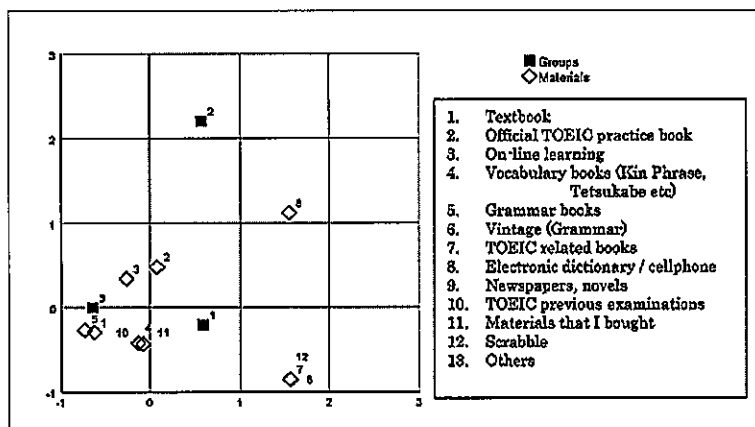 3
2
1
0
-1
-1
0
1
2
3
2
8
3
2
3
1
5
1
10
4
11
12
7
6
Groups
Materials
1. Textbook
2. Official TOEIC practice book
3. On-line learning
4. Vocabulary books (Kin Phrase,
Tetsukabe etc)
5. Grammar books
6. Vintage (Grammar)
7. TOEIC related books
8. Electronic dictionary / cellphone
9. Newspapers, novels
10. TOEIC previous examinations
11. Materials that I bought
12. Scrabble
13. Others